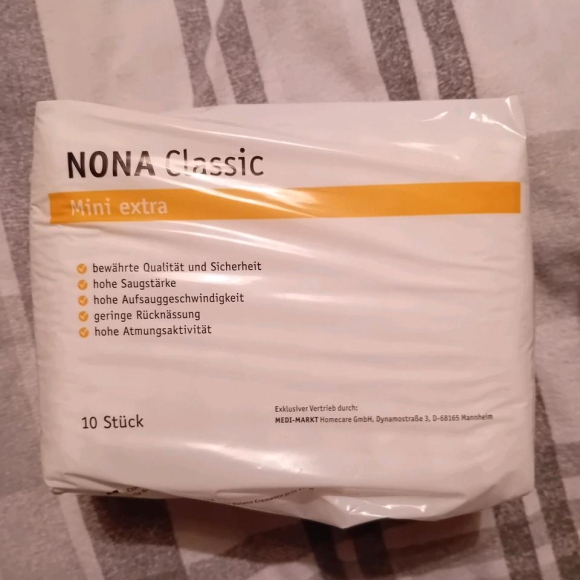 NONA Classic
Mini extra
bewährte Qualität und Sicherheit
hohe Saugstärke
hohe Aufsauggeschwindigkeit
geringe Rücknässung
hohe Atmungsaktivität
10 Stück
Exklusiver Vertrieb durch:
MEDI-MARKT Homecare GmbH, Dynamostraße 3, D-68165 Mannheim